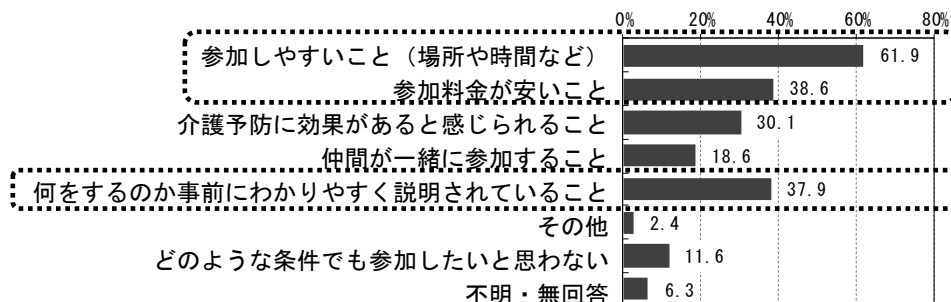 0% 20% 40% 60% 80%
参加しやすいこと（場所や時間など） 61.9
参加料金が安いこと 38.6
介護予防に効果があると感じられること 30.1
仲間が一緒に参加すること 18.6
何をするのか事前にわかりやすく説明されていること 37.9
その他 2.4
どのような条件でも参加したいと思わない 11.6
不明・無回答 6.3